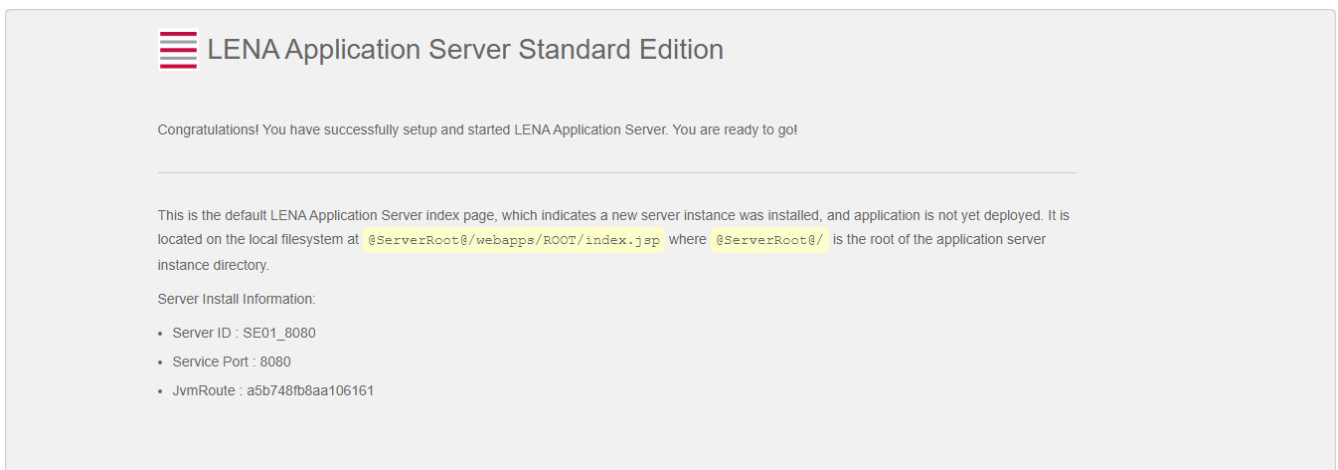 LENA Application Server Standard Edition
Congratulations! You have successfully setup and started LENA Application Server. You are ready to go!
This is the default LENA Application Server index page, which indicates a new server instance was installed, and application is not yet deployed. It is
located on the local filesystem at @ServerRoot@/webapps/ROOT/index.jsp where @ServerRoot@/ is the root of the application server
instance directory.
Server Install Information:
• Server ID : SE01_8080
• Service Port : 8080
• JvmRoute : a5b748fb8aa106161